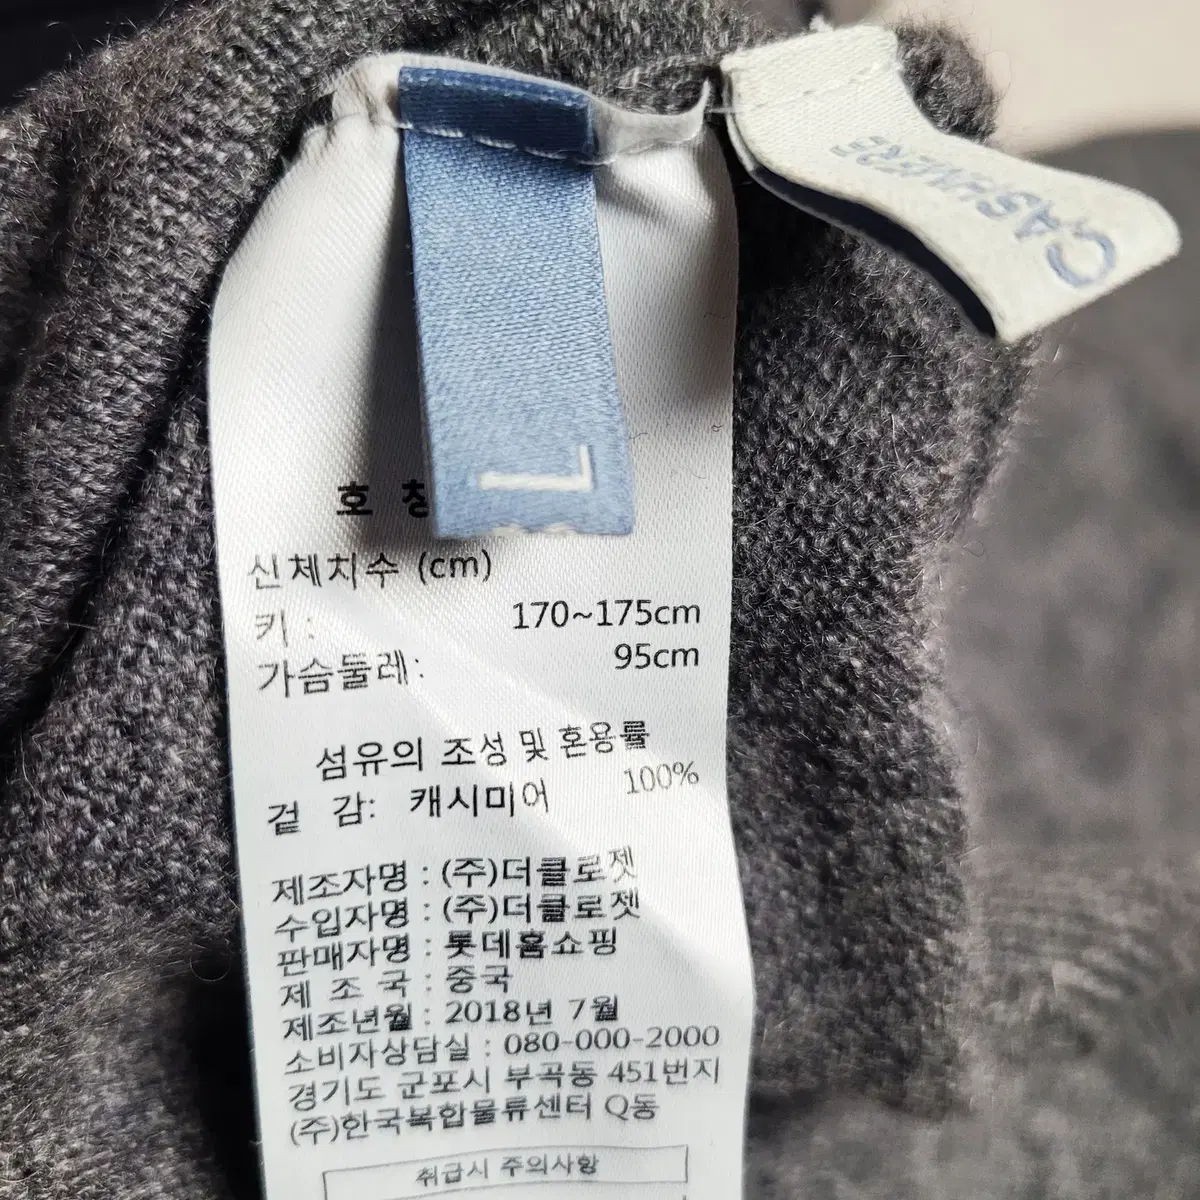 CASHMERE
L
호 칭
신체치수 (cm)
키 : 170~175cm
가슴둘레: 95cm
섬유의 조성 및 혼용률
겉 감: 캐시미어 100%
제조자명 : (주)더클로젯
수입자명 : (주)더클로젯
판매자명 : 롯데홈쇼핑
제 조 국 : 중국
제조년월 : 2018년 7월
소비자상담실 : 080-000-2000
경기도 군포시 부곡동 451번지
(주)한국복합물류센터 Q동
취급시 주의사항